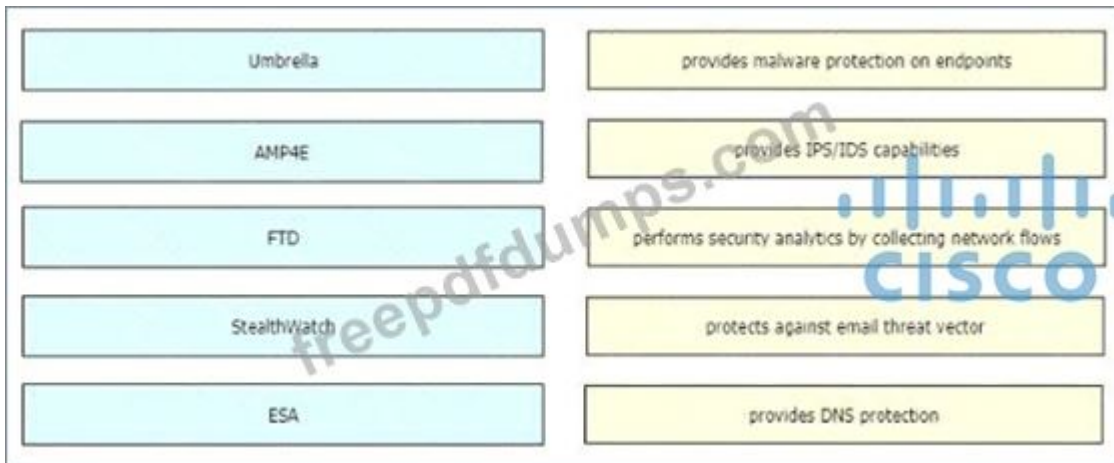 Umbrella
provides malware protection on endpoints
AMP4E
provides IPS/IDS capabilities
FTD
performs security analytics by collecting network flows
StealthWatch
protects against email threat vector
ESA
provides DNS protection
freepdfdumps.com
CISCO